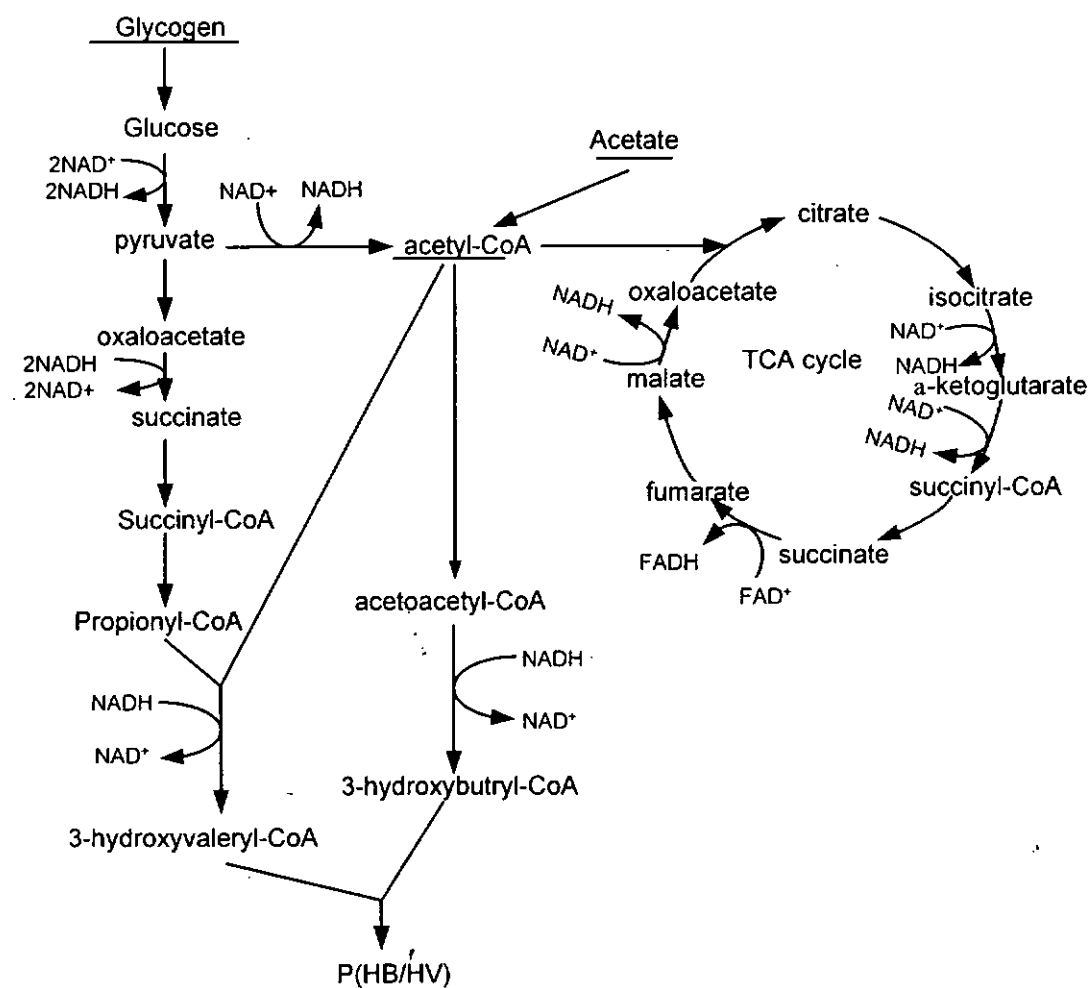 Glycogen
Glucose
2NAD⁺
2NADH
NAD+
NADH
pyruvate
Acetate
acetyl-CoA
citrate
oxaloacetate
isocitrate
NADH
NAD⁺
malate
TCA cycle
NAD⁺
NADH
a-ketoglutarate
NAD⁺
NADH
succinyl-CoA
fumarate
succinate
FADH
FAD⁺
oxaloacetate
2NADH
2NAD+
succinate
Succinyl-CoA
Propionyl-CoA
acetoacetyl-CoA
NADH
NAD⁺
NADH
NAD⁺
3-hydroxybutryl-CoA
3-hydroxyvaleryl-CoA
P(HB/HV)